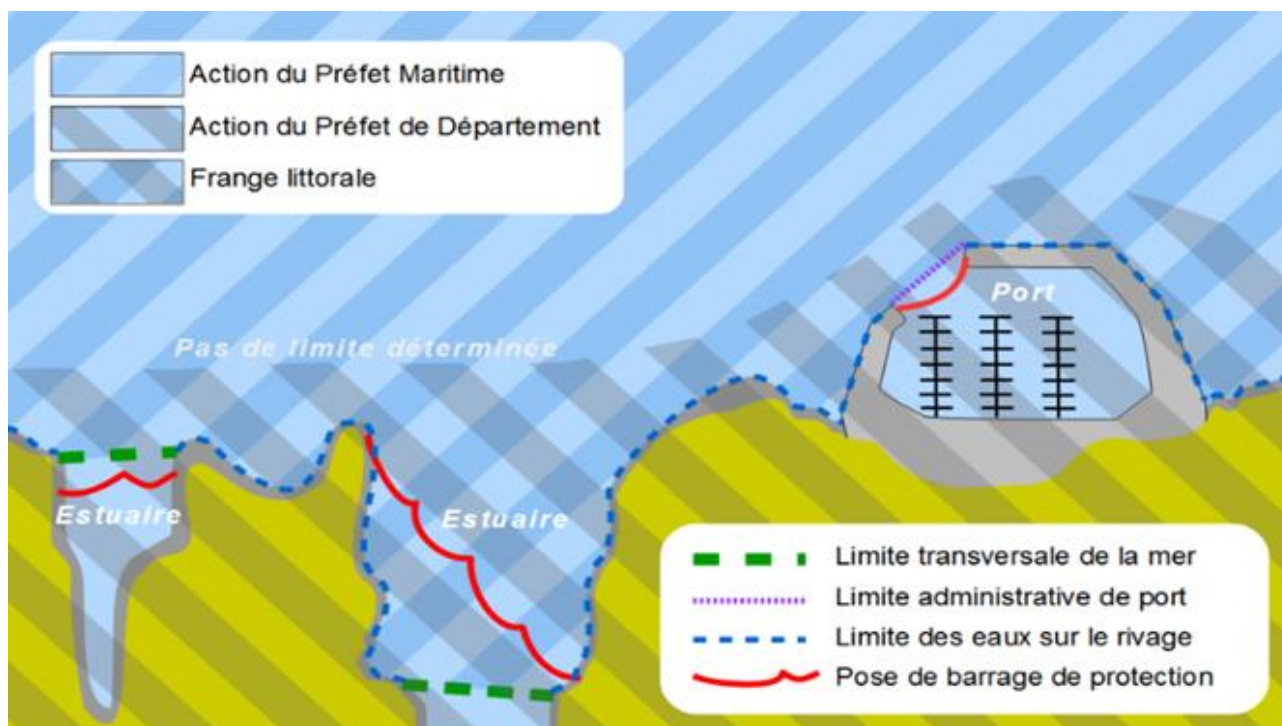 Action du Préfet Maritime
Action du Préfet de Département
Frange littorale
Port
Pas de limite déterminée
Estuaire
Estuaire
Limite transversale de la mer
Limite administrative de port
Limite des eaux sur le rivage
Pose de barrage de protection